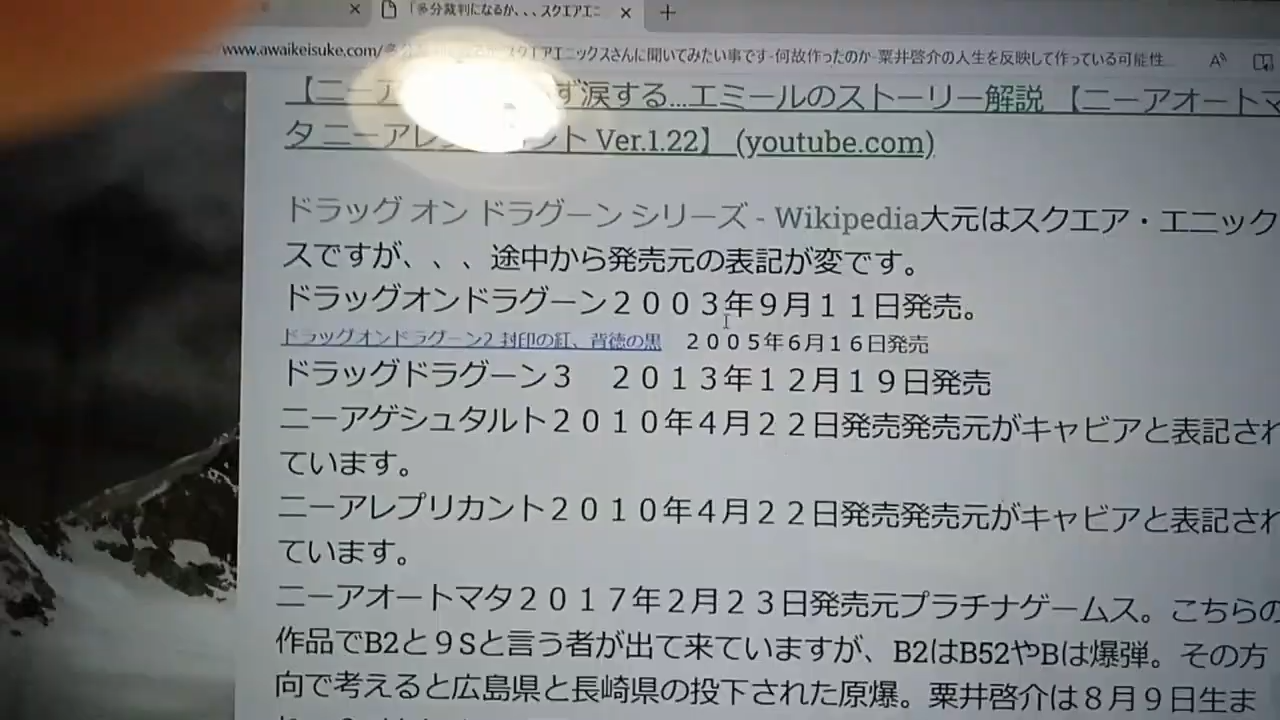 「多分裁判になるか、、、スクエアエニ
www.awaikeisuke.com/多分 スクエアエニックスさんに聞いてみたい事です-何故作ったのか-粟井啓介の人生を反映して作っている可能性...
【ニーア ず涙する...エミールのストーリー解説 【ニーアオートマ
タ ニーアレプリカント Ver.1.22】 (youtube.com)
ドラッグ オン ドラグーン シリーズ - Wikipedia大元はスクエア・エニック
スですが、、、途中から発売元の表記が変です。
ドラッグオンドラグーン２００３年９月１１日発売。
ドラッグオンドラグーン2 封印の紅、背徳の黒　２００５年６月１６日発売
ドラッグドラグーン３　２０１３年１２月１９日発売
ニーアゲシュタルト２０１０年４月２２日発売発売元がキャビアと表記され
ています。
ニーアレプリカント２０１０年４月２２日発売発売元がキャビアと表記され
ています。
ニーアオートマタ２０１７年２月２３日発売元プラチナゲームス。こちらの
作品でB2と９Sと言う者が出て来ていますが、B2はB52やBは爆弾。その方
向で考えると広島県と長崎県の投下された原爆。粟井啓介は８月９日生ま